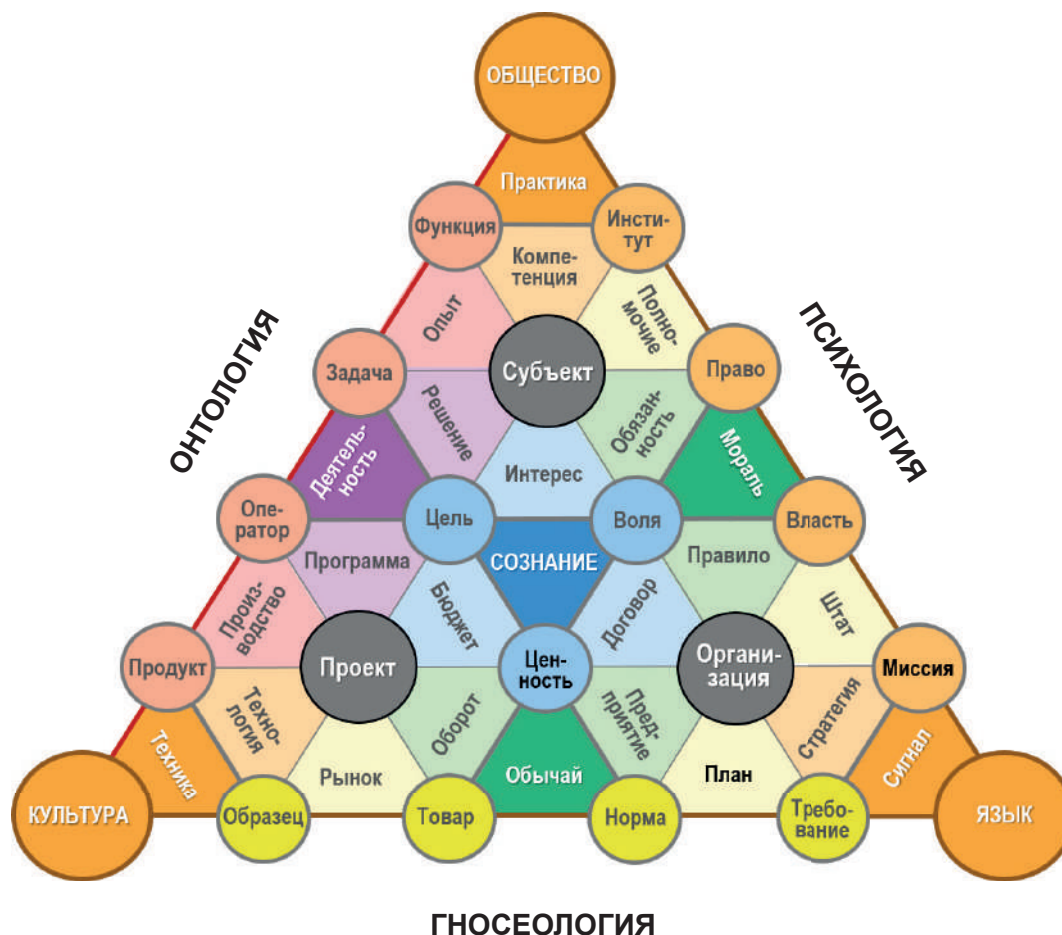 ОБЩЕСТВО
Практика
Функция
Инсти-
тут
Компе-
тенция
Опыт
Полно-
мочие
ОНТОЛОГИЯ
ПСИХОЛОГИЯ
Задача
Субъект
Право
Решение
Обязан-
ность
Деятель-
ность
Интерес
Мораль
Опе-
ратор
Цель
Воля
Власть
Программа
СОЗНАНИЕ
Правило
Произ-
водство
Бюджет
Договор
Штат
Продукт
Проект
Цен-
ность
Органи-
зация
Миссия
Техно-
логия
Оборот
Пред-
приятие
Стратегия
Техника
Рынок
Обычай
План
Сигнал
КУЛЬТУРА
Образец
Товар
Норма
Требо-
вание
ЯЗЫК
ГНОСЕОЛОГИЯ